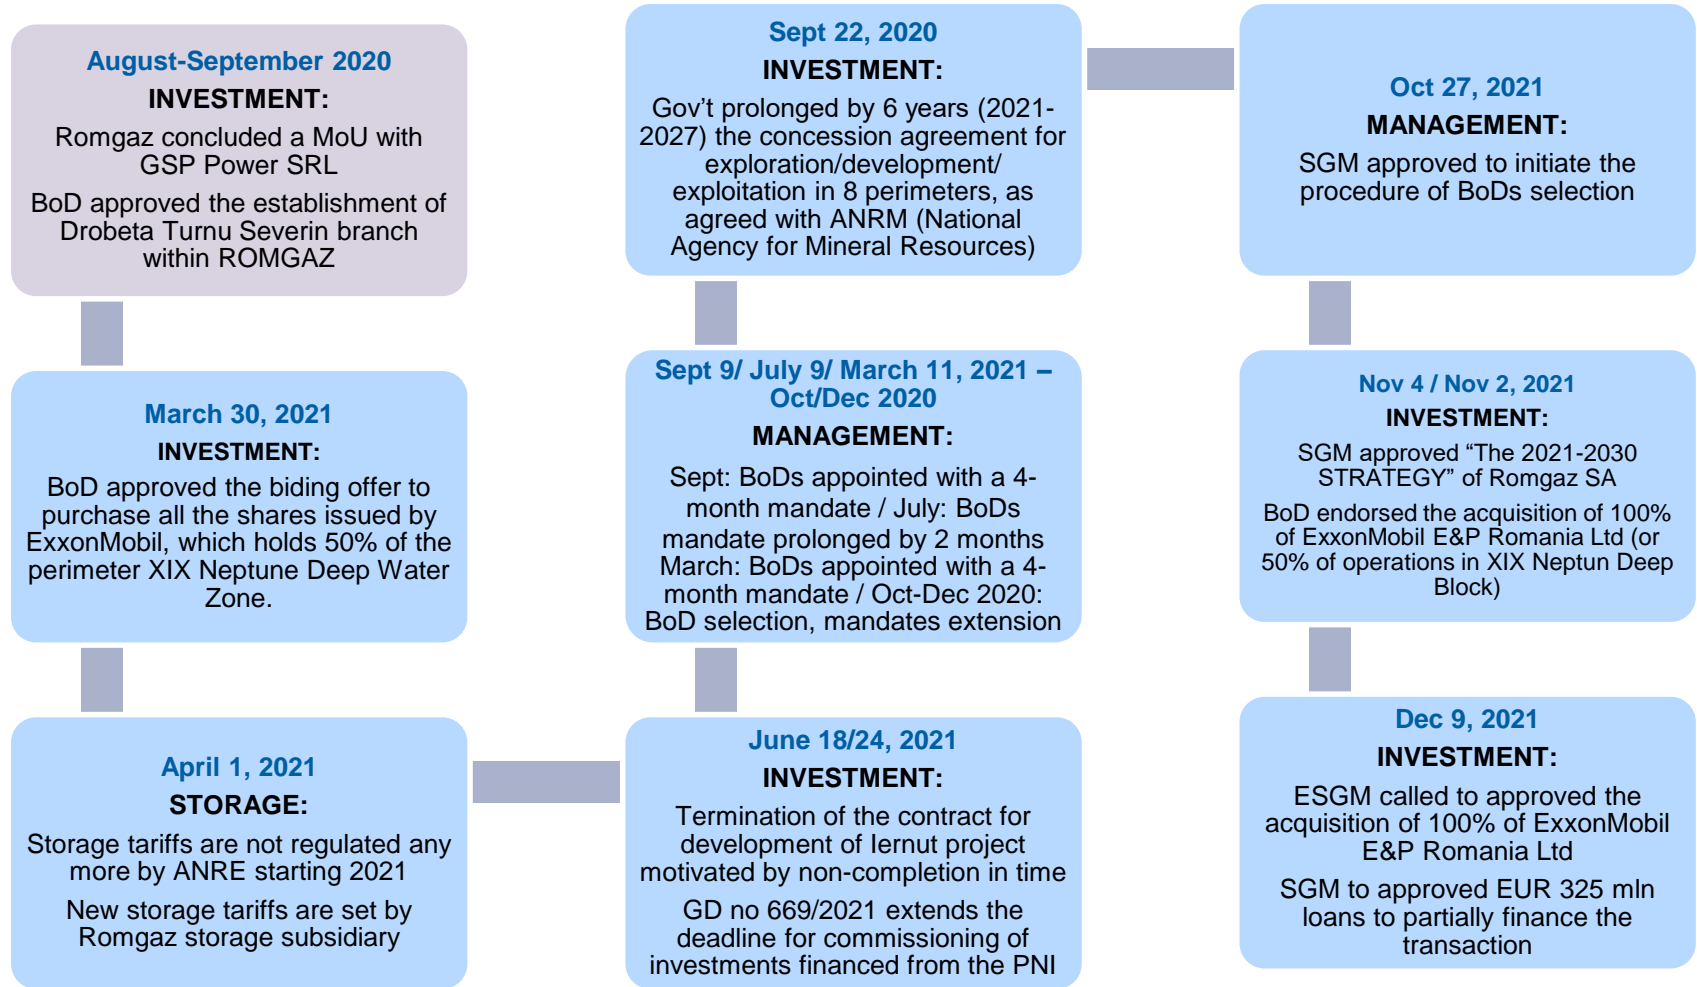 August-September 2020
INVESTMENT:
Romgaz concluded a MoU with
GSP Power SRL
BoD approved the establishment of
Drobeta Turnu Severin branch
within ROMGAZ
March 30, 2021
INVESTMENT:
BoD approved the biding offer to
purchase all the shares issued by
ExxonMobil, which holds 50% of the
perimeter XIX Neptune Deep Water
Zone.
April 1, 2021
STORAGE:
Storage tariffs are not regulated any
more by ANRE starting 2021
New storage tariffs are set by
Romgaz storage subsidiary
June 18/24, 2021
INVESTMENT:
Termination of the contract for
development of Iernut project
motivated by non-completion in time
GD no 669/2021 extends the
deadline for commissioning of
investments financed from the PNI
Sept 9/ July 9/ March 11, 2021 –
Oct/Dec 2020
MANAGEMENT:
Sept: BoDs appointed with a 4-
month mandate / July: BoDs
mandate prolonged by 2 months
March: BoDs appointed with a 4-
month mandate / Oct-Dec 2020:
BoD selection, mandates extension
Sept 22, 2020
INVESTMENT:
Gov't prolonged by 6 years (2021-
2027) the concession agreement for
exploration/development/
exploitation in 8 perimeters, as
agreed with ANRM (National
Agency for Mineral Resources)
Oct 27, 2021
MANAGEMENT:
SGM approved to initiate the
procedure of BoDs selection
Nov 4 / Nov 2, 2021
INVESTMENT:
SGM approved “The 2021-2030
STRATEGY” of Romgaz SA
BoD endorsed the acquisition of 100%
of ExxonMobil E&P Romania Ltd (or
50% of operations in XIX Neptun Deep
Block)
Dec 9, 2021
INVESTMENT:
ESGM called to approved the
acquisition of 100% of ExxonMobil
E&P Romania Ltd
SGM to approved EUR 325 mln
loans to partially finance the
transaction